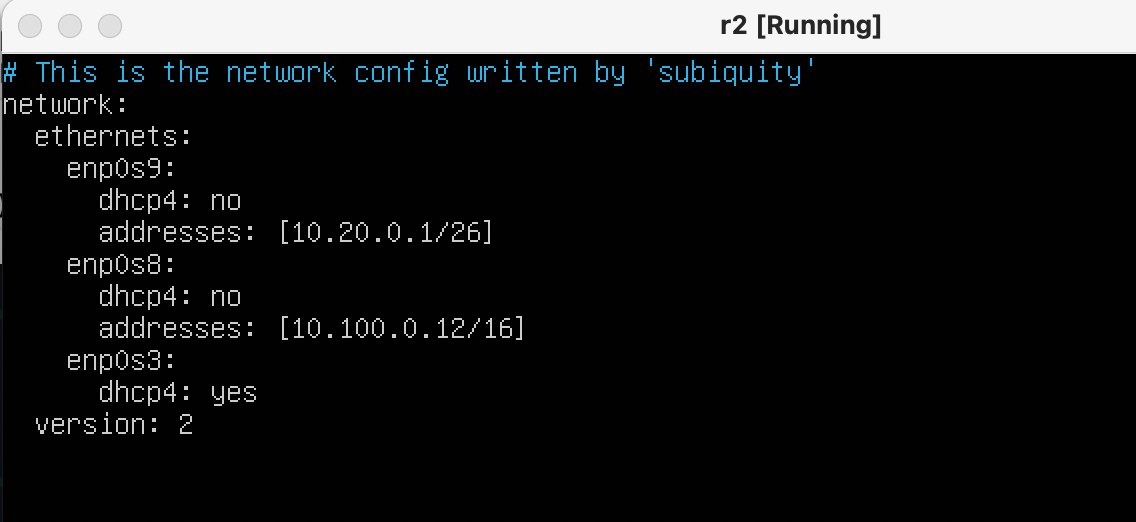 r2 [Running]
# This is the network config written by 'subiquity'
network:
  ethernets:
    enp0s9:
      dhcp4: no
      addresses: [10.20.0.1/26]
    enp0s8:
      dhcp4: no
      addresses: [10.100.0.12/16]
    enp0s3:
      dhcp4: yes
  version: 2